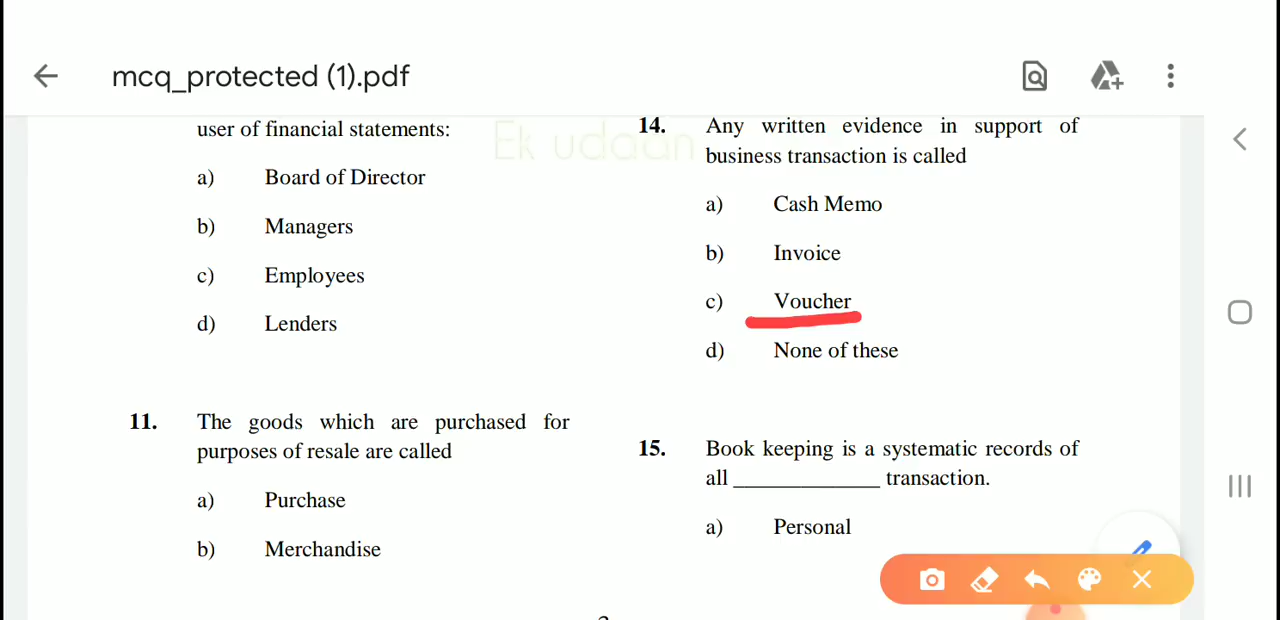 mcq_protected (1).pdf
Ek udaan
user of financial statements:
a) Board of Director
b) Managers
c) Employees
d) Lenders
11. The goods which are purchased for
purposes of resale are called
a) Purchase
b) Merchandise
14. Any written evidence in support of
business transaction is called
a) Cash Memo
b) Invoice
c) Voucher
d) None of these
15. Book keeping is a systematic records of
all ____________ transaction.
a) Personal